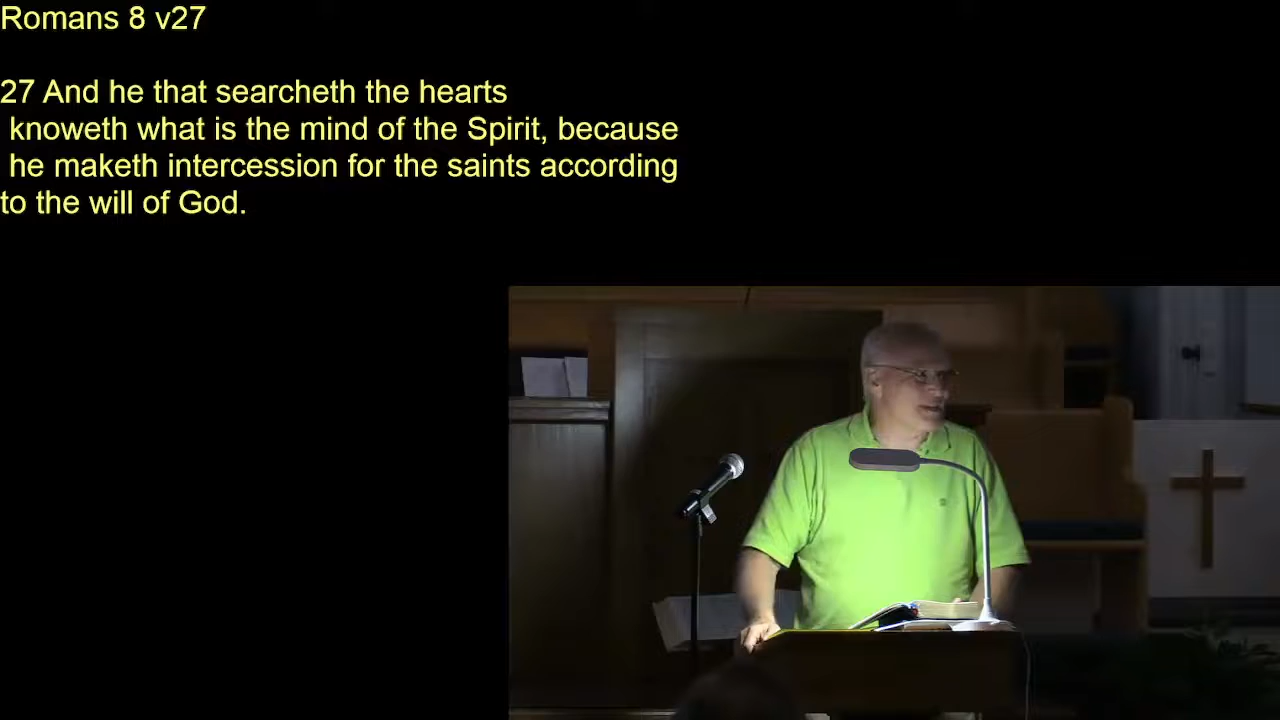 Romans 8 v27
27 And he that searcheth the hearts
knoweth what is the mind of the Spirit, because
he maketh intercession for the saints according
to the will of God.